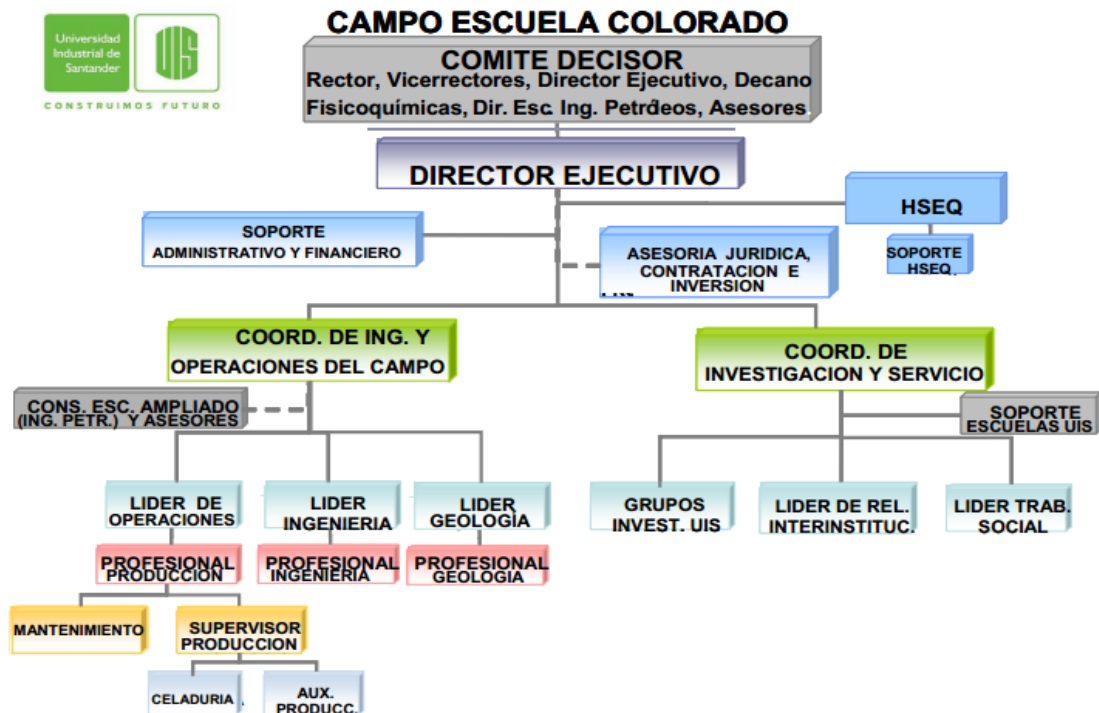 Universidad
Industrial de
Santander
UIS
CONSTRUIMOS FUTURO
CAMPO ESCUELA COLORADO
COMITE DECISOR
Rector, Vicerrectores, Director Ejecutivo, Decano
Fisicoquímicas, Dir. Esc. Ing. Petróleos, Asesores.
DIRECTOR EJECUTIVO
HSEQ
SOPORTE
HSEQ.
SOPORTE
ADMINISTRATIVO Y FINANCIERO
ASESORIA JURIDICA,
CONTRATACION E
INVERSION
COORD. DE ING. Y
OPERACIONES DEL CAMPO
COORD. DE
INVESTIGACION Y SERVICIO
CONS. ESC. AMPLIADO
(ING. PETR.) Y ASESORES
SOPORTE
ESCUELAS UIS
LIDER DE
OPERACIONES
LIDER
INGENIERIA
LIDER
GEOLOGÌA
GRUPOS
INVEST. UIS
LIDER DE REL.
INTERINSTITUC.
LIDER TRAB.
SOCIAL
PROFESIONAL
PRODUCCION
PROFESIONAL
INGENIERIA
PROFESIONAL
GEOLOGIA
MANTENIMIENTO
SUPERVISOR
PRODUCCION
CELADURIA
AUX.
PRODUCC.